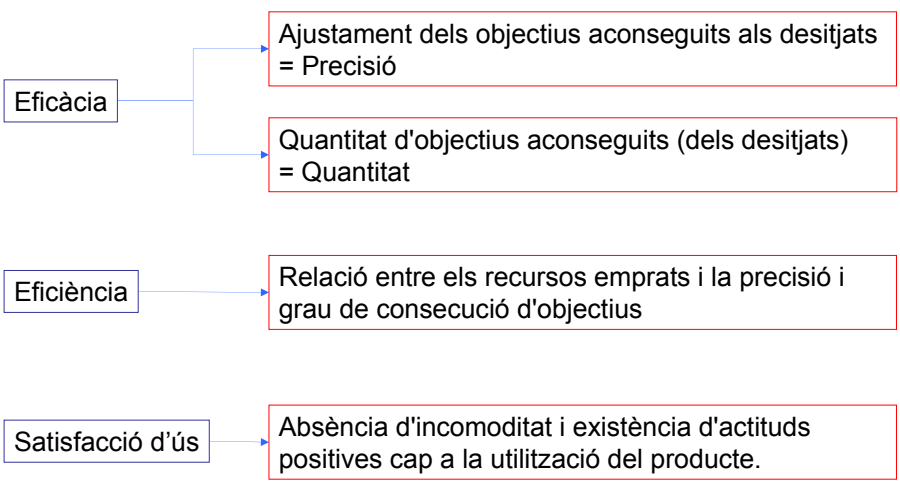 Eficàcia
Ajustament dels objectius aconseguits als desitjats
= Precisió
Quantitat d'objectius aconseguits (dels desitjats)
= Quantitat
Eficiència
Relació entre els recursos emprats i la precisió i
grau de consecució d'objectius
Satisfacció d’ús
Absència d'incomoditat i existència d'actituds
positives cap a la utilització del producte.